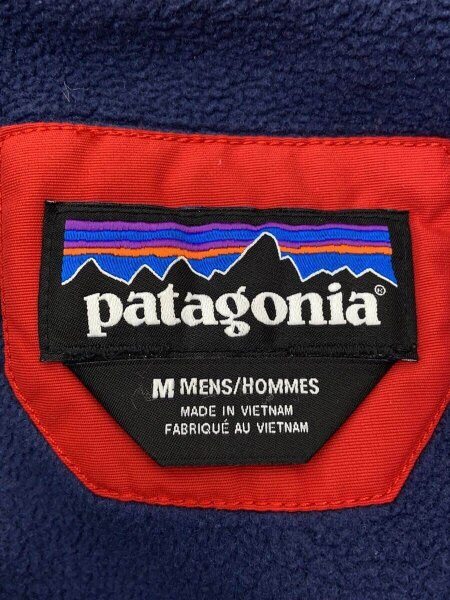 patagonia®
M MENS/HOMMES
MADE IN VIETNAM
FABRIQUÉ AU VIETNAM